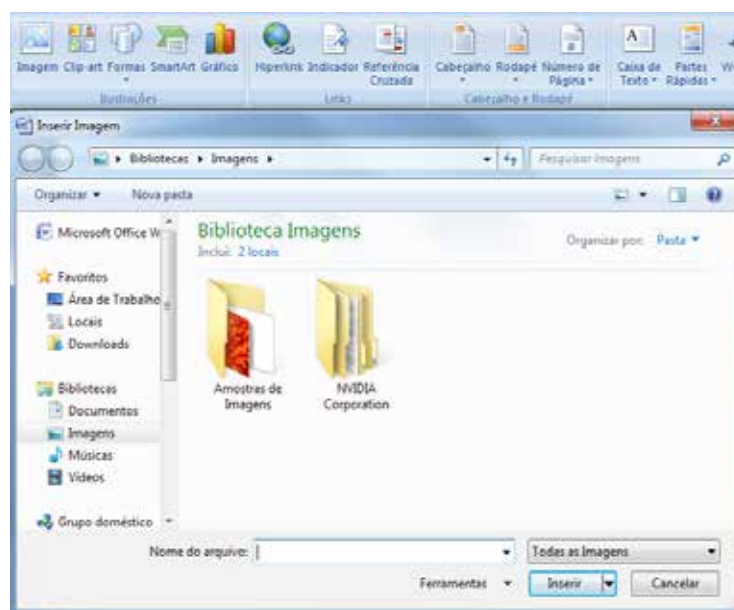 Imagem Clip-art Formas SmartArt Gráfico Hiperlink Indicador Referência Cruzada Cabeçalho Rodapé Número de Página Caixa de Texto Partes Rápidas
Ilustrações Links Cabeçalho e Rodapé
Inserir Imagem
Bibliotecas Imagens Pesquisar Imagens
Organizar Nova pasta
Microsoft Office W
Biblioteca Imagens
Inclui: 2 locais
Organizar por: Pasta
Favoritos
Área de Trabalho
Locais
Downloads
Bibliotecas
Documentos
Imagens
Músicas
Vídeos
Grupo doméstico
Amostras de Imagens
NVIDIA Corporation
Nome do arquivo:
Todas as Imagens
Ferramentas Inserir Cancelar